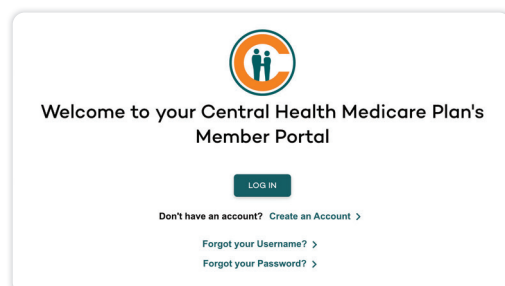 Welcome to your Central Health Medicare Plan's
Member Portal
LOG IN
Don't have an account? Create an Account >
Forgot your Username? >
Forgot your Password? >